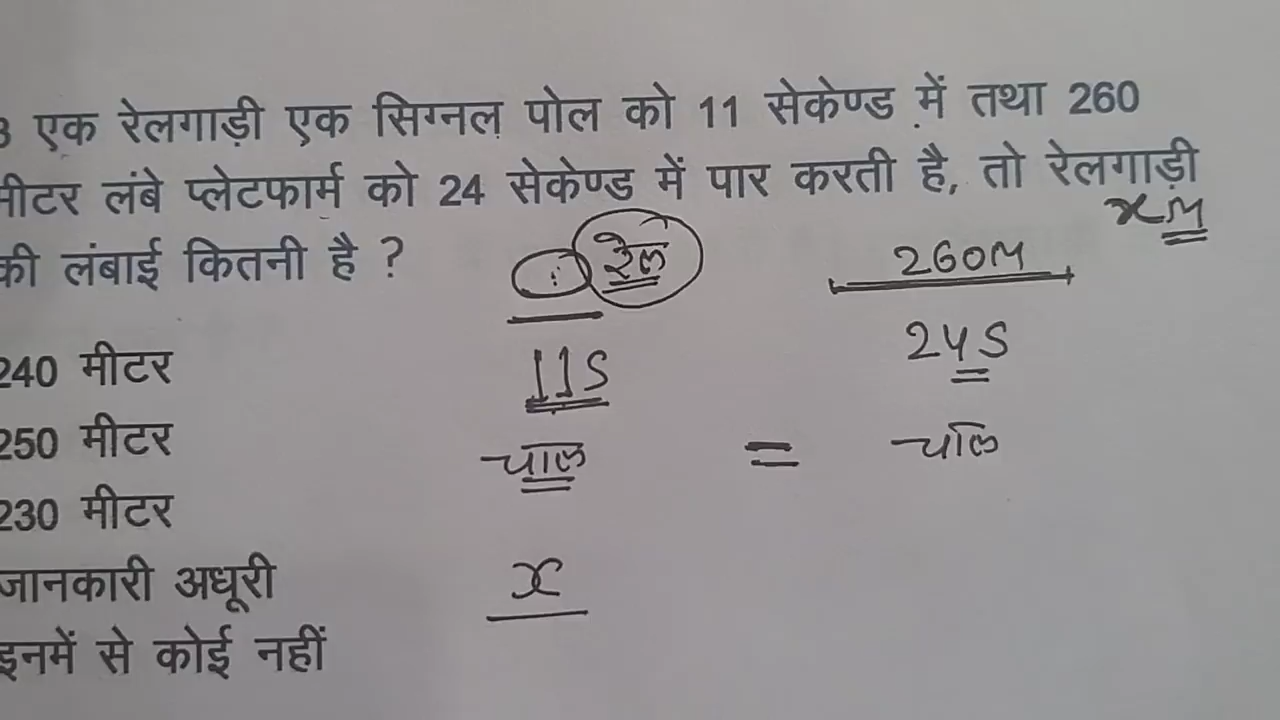 3 एक रेलगाड़ी एक सिग्नल पोल को 11 सेकेण्ड में तथा 260
मीटर लंबे प्लेटफार्म को 24 सेकेण्ड में पार करती है, तो रेलगाड़ी
की लंबाई कितनी है ?
x M
रेल
260M
240 मीटर
11S
24S
250 मीटर
चाल = चाल
230 मीटर
जानकारी अधूरी
x
इनमें से कोई नहीं